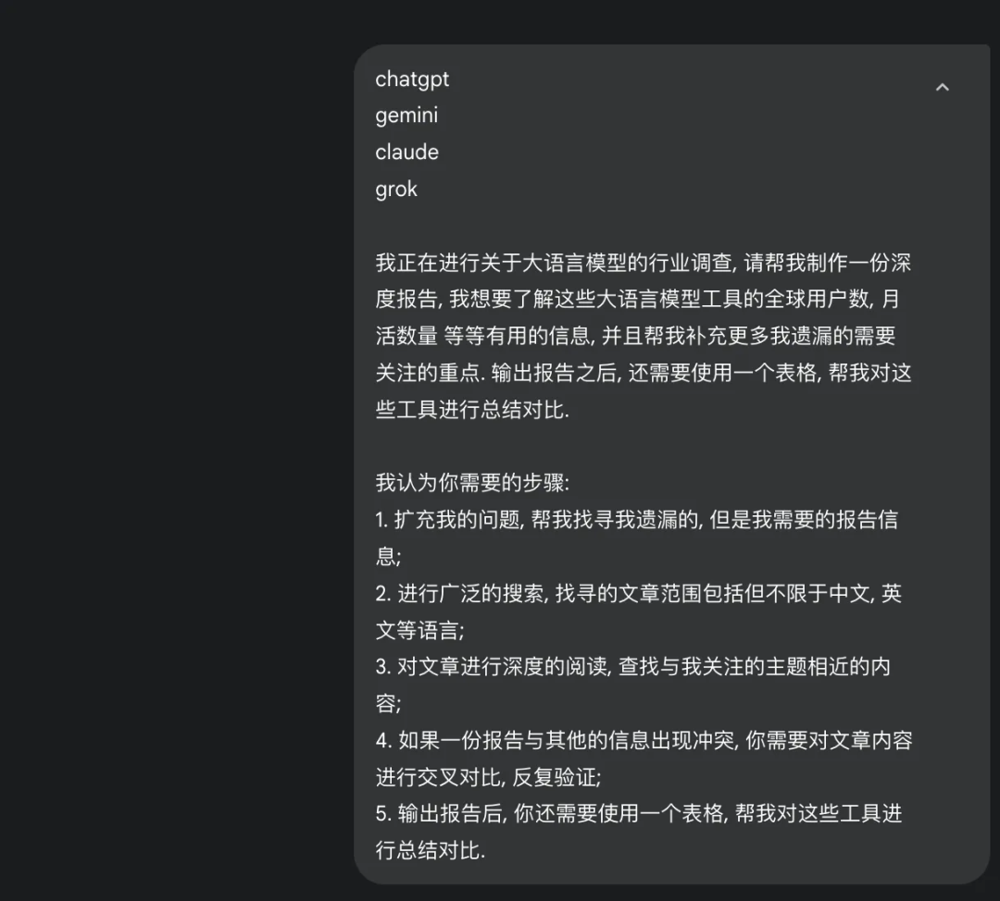 chatgpt
gemini
claude
grok
我正在进行关于大语言模型的行业调查, 请帮我制作一份深
度报告, 我想要了解这些大语言模型工具的全球用户数, 月
活数量 等等有用的信息, 并且帮我补充更多我遗漏的需要
关注的重点. 输出报告之后, 还需要使用一个表格, 帮我对这
些工具进行总结对比.
我认为你需要的步骤:
1. 扩充我的问题, 帮我找寻我遗漏的, 但是我需要的报告信
息;
2. 进行广泛的搜索, 找寻的文章范围包括但不限于中文, 英
文等语言;
3. 对文章进行深度的阅读, 查找与我关注的主题相近的内
容;
4. 如果一份报告与其他的信息出现冲突, 你需要对文章内容
进行交叉对比, 反复验证;
5. 输出报告后, 你还需要使用一个表格, 帮我对这些工具进
行总结对比.